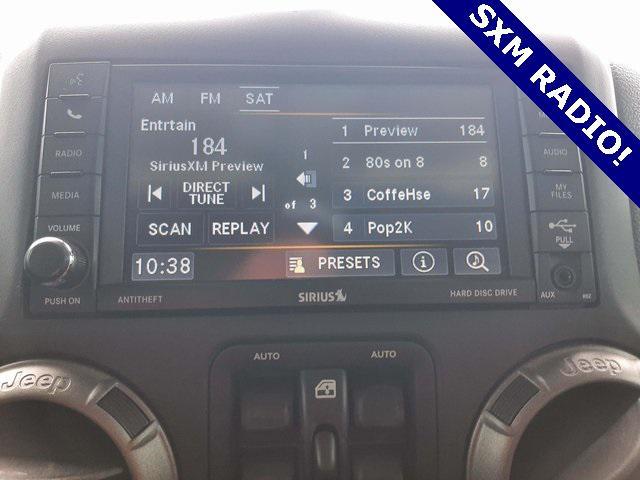 SXM RADIO!
AM FM SAT
Entrtain
184
SiriusXM Preview
DIRECT TUNE
SCAN REPLAY
1
of 3
1 Preview 184
2 80s on 8 8
3 CoffeHse 17
4 Pop2K 10
10:38
PRESETS
i
RADIO
MEDIA
VOLUME
PUSH ON
AUDIO
MY FILES
PULL
AUX
ANTITHEFT
SIRIUS
HARD DISC DRIVE
AUTO
AUTO
Jeep
Jeep